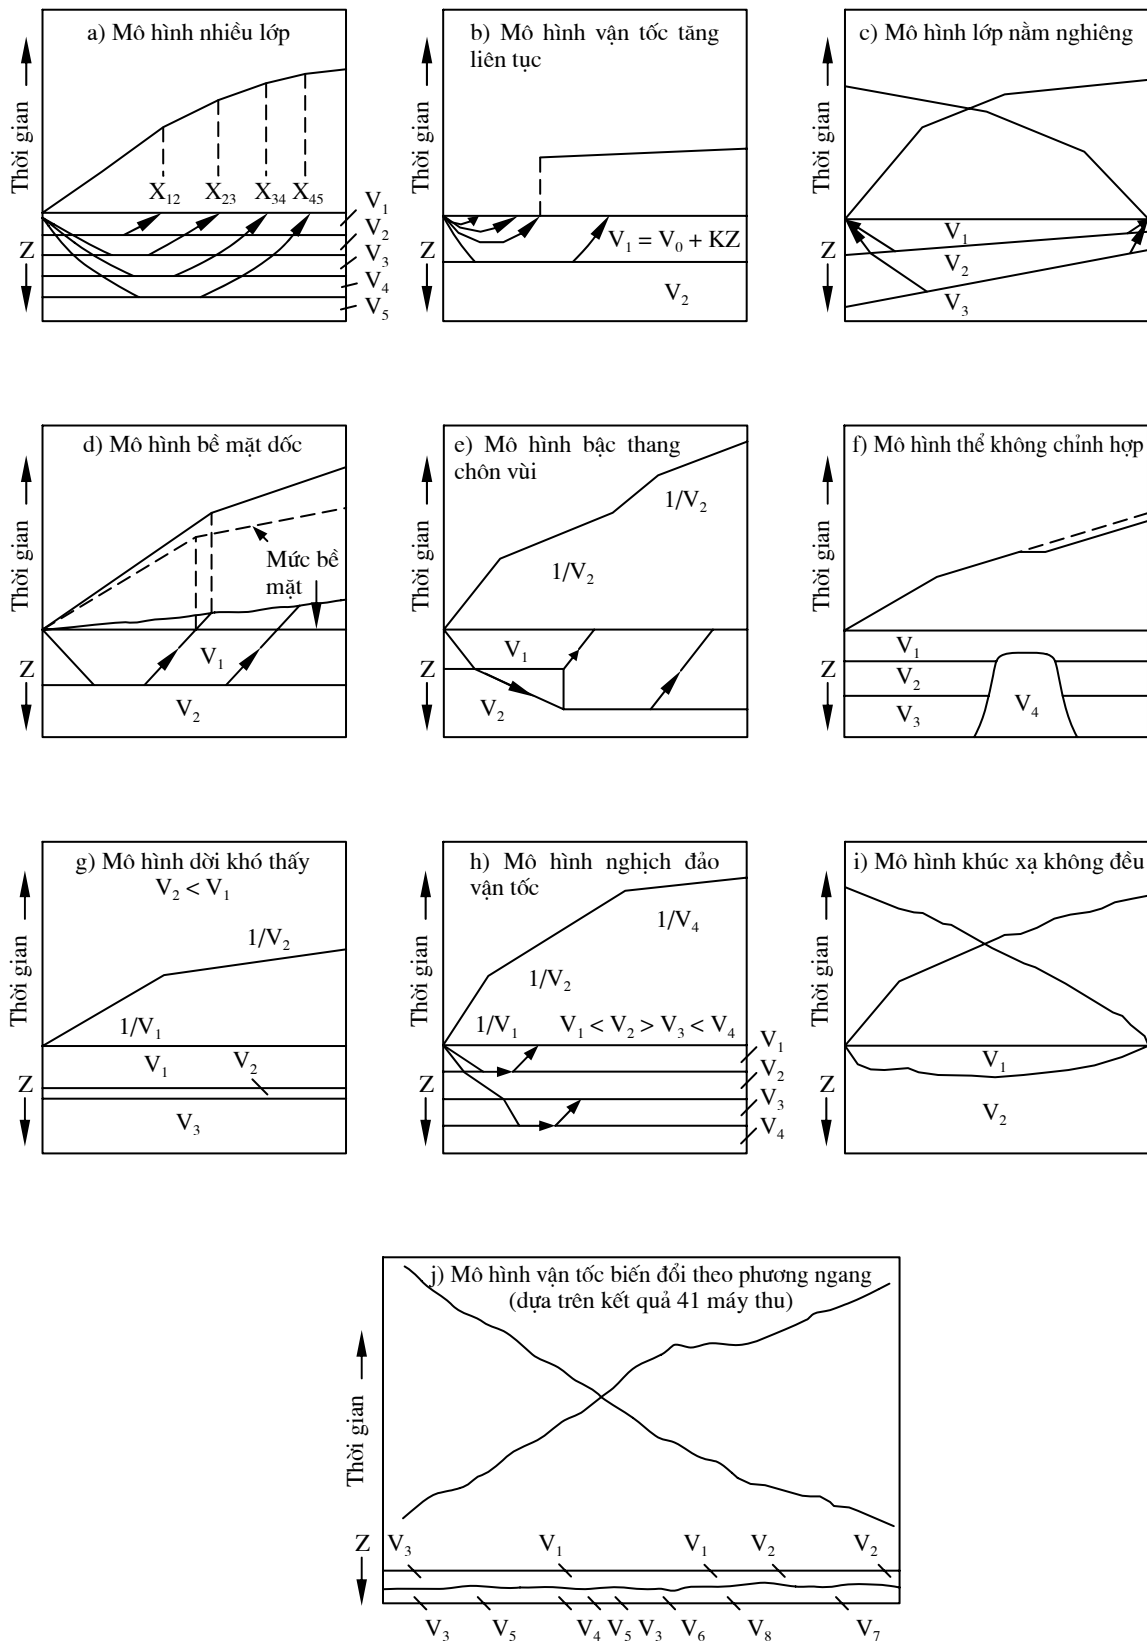 a) Mô hình nhiều lớp
Thời gian
X12 X23 X34 X45
Z
V1
V2
V3
V4
V5
b) Mô hình vận tốc tăng
liên tục
Thời gian
Z
V1 = V0 + KZ
V2
c) Mô hình lớp nằm nghiêng
Thời gian
Z
V1
V2
V3
d) Mô hình bề mặt dốc
Thời gian
Mức bề
mặt
Z
V1
V2
e) Mô hình bậc thang
chôn vùi
Thời gian
1/V2
1/V2
Z
V1
V2
f) Mô hình thể không chỉnh hợp
Thời gian
Z
V1
V2
V3
V4
g) Mô hình dời khó thấy
V2 < V1
Thời gian
1/V2
1/V1
Z
V1
V2
V3
h) Mô hình nghịch đảo
vận tốc
Thời gian
1/V4
1/V2
1/V1
V1 < V2 > V3 < V4
Z
V1
V2
V3
V4
i) Mô hình khúc xạ không đều
Thời gian
Z
V1
V2
j) Mô hình vận tốc biến đổi theo phương ngang
(dựa trên kết quả 41 máy thu)
Thời gian
Z
V3 V1 V1 V2 V2
V3 V5 V4 V5 V3 V6 V8 V7